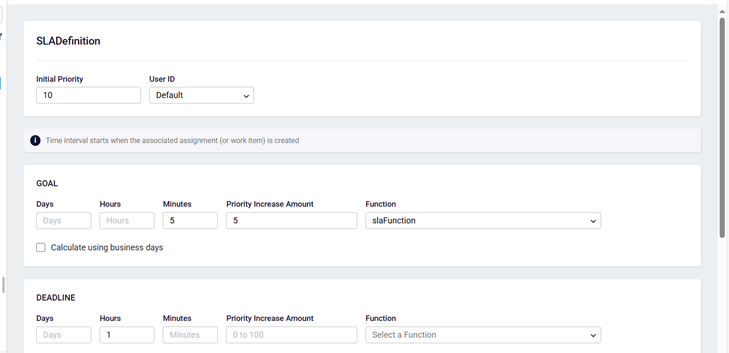 SLADefinition
Initial Priority User ID
10 Default
i Time Interval starts when the associated assignment (or work item) is created
GOAL
Days Hours Minutes Priority Increase Amount Function
Days Hours 5 5 slaFunction
Calculate using business days
DEADLINE
Days Hours Minutes Priority Increase Amount Function
Days 1 Minutes 0 to 100 Select a Function